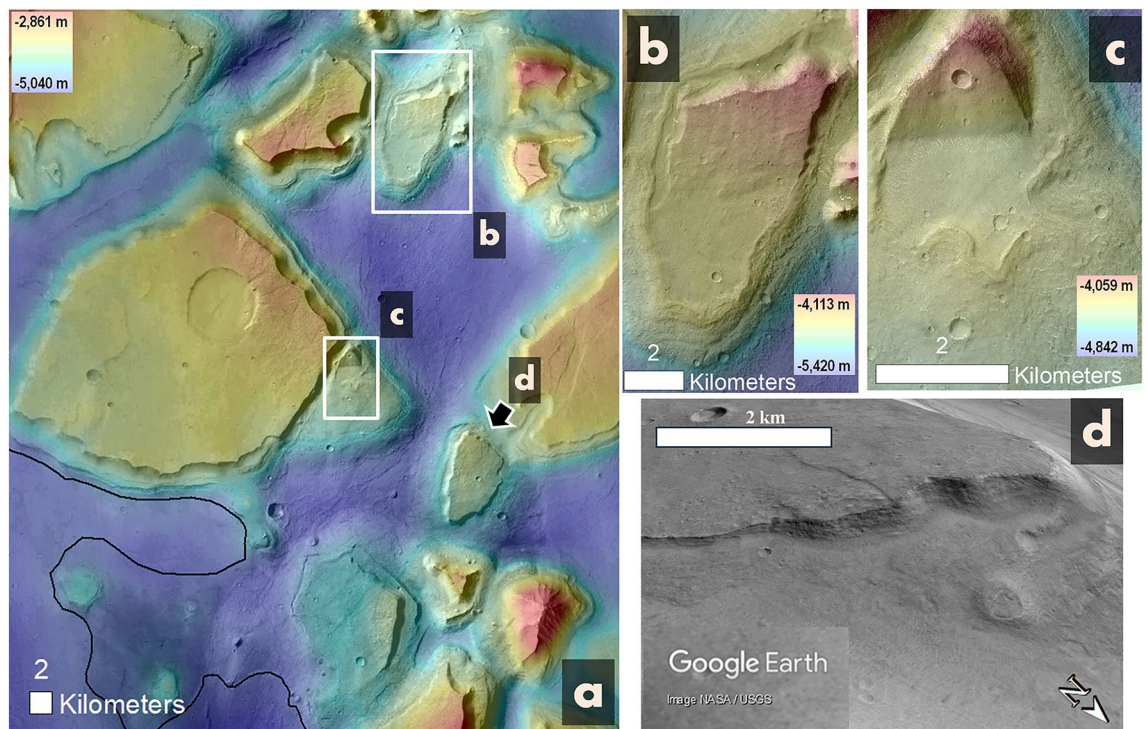 -2,861 m
-5,040 m
b
c
d
2
Kilometers
a
b
-4,113 m
-5,420 m
2
Kilometers
c
-4,059 m
-4,842 m
2
Kilometers
d
2 km
Google Earth
Image NASA / USGS
N